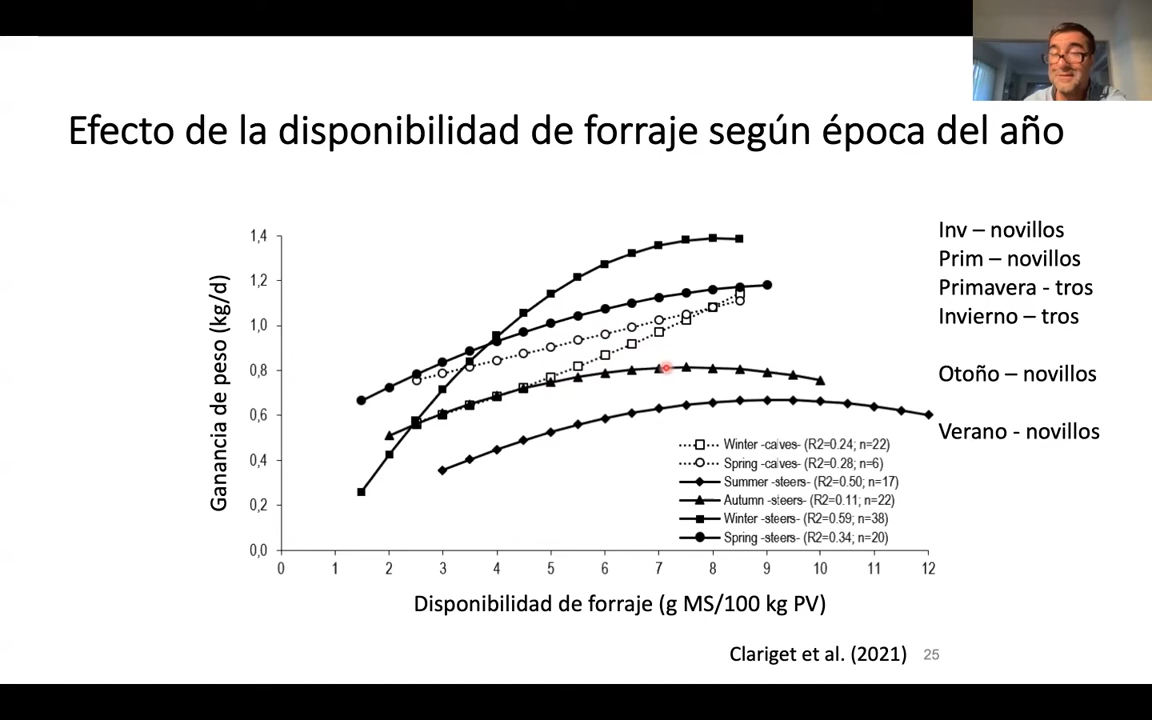 Efecto de la disponibilidad de forraje según época del año
Ganancia de peso (kg/d)
1,4
1,2
1,0
0,8
0,6
0,4
0,2
0,0
0 1 2 3 4 5 6 7 8 9 10 11 12
Disponibilidad de forraje (g MS/100 kg PV)
Winter -calves- (R2=0.24; n=22)
Spring -calves- (R2=0.28; n=6)
Summer -steers- (R2=0.50; n=17)
Autumn -steers- (R2=0.11; n=22)
Winter -steers- (R2=0.59; n=38)
Spring -steers- (R2=0.34; n=20)
Inv – novillos
Prim – novillos
Primavera - tros
Invierno – tros
Otoño – novillos
Verano - novillos
Clariget et al. (2021)
25